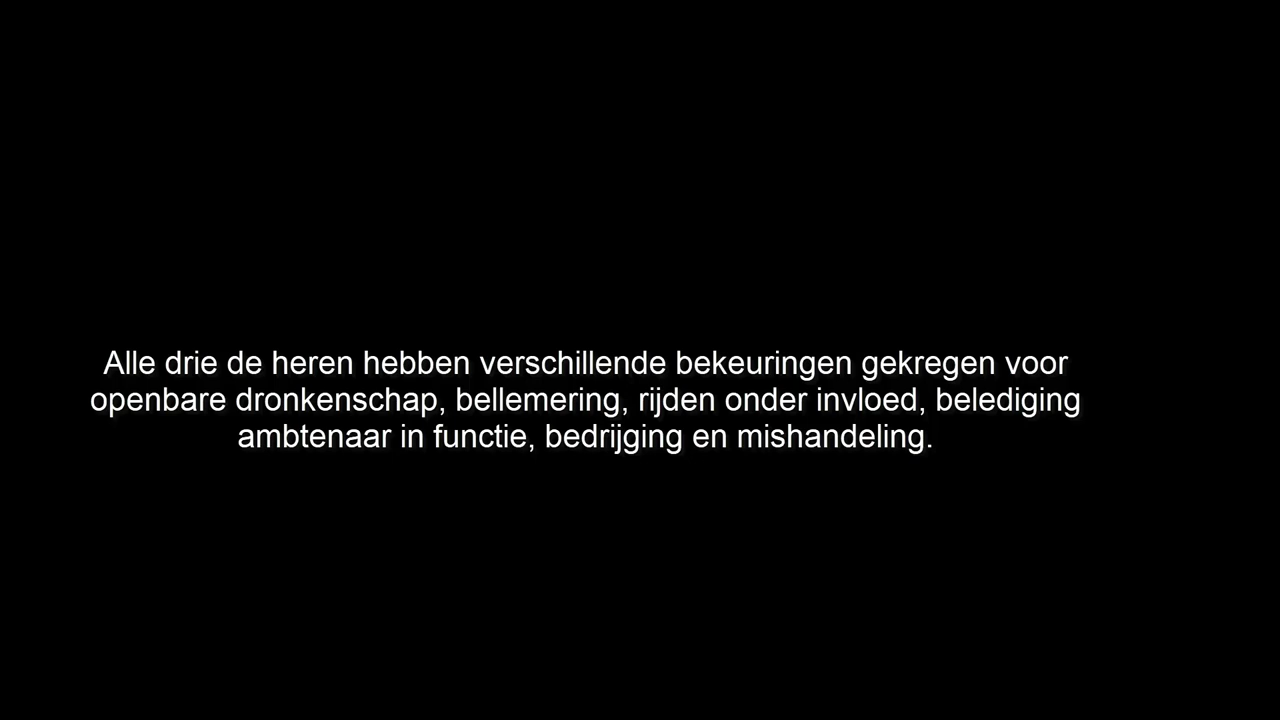 Alle drie de heren hebben verschillende bekeuringen gekregen voor
openbare dronkenschap, bellemering, rijden onder invloed, belediging
ambtenaar in functie, bedrijging en mishandeling.